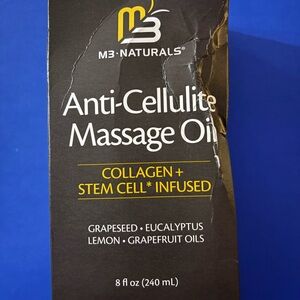 M3
M3·NATURALS®
Anti-Cellulite
Massage Oil
COLLAGEN +
STEM CELL* INFUSED
GRAPESEED • EUCALYPTUS
LEMON • GRAPEFRUIT OILS
8 fl oz (240 mL)